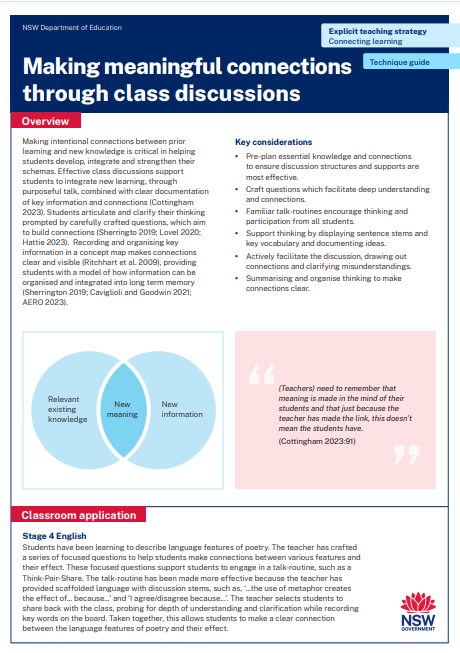 NSW Department of Education
Explicit teaching strategy
Connecting learning
Technique guide
Making meaningful connections
through class discussions
Overview
Making intentional connections between prior
learning and new knowledge is critical in helping
students develop, integrate and strengthen their
schemas. Effective class discussions support
students to integrate new learning, through
purposeful talk, combined with clear documentation
of key information and connections (Cottingham
2023). Students articulate and clarify their thinking
prompted by carefully crafted questions, which aim
to build connections (Sherringto 2019; Lovel 2020;
Hattie 2023). Recording and organising key
information in a concept map makes connections
clear and visible (Ritchhart et al. 2009), providing
students with a model of how information can be
organised and integrated into long term memory
(Sherrington 2019; Caviglioli and Goodwin 2021;
AERO 2023).
Key considerations
• Pre-plan essential knowledge and connections
to ensure discussion structures and supports are
most effective.
• Craft questions which facilitate deep understanding
and connections.
• Familiar talk-routines encourage thinking and
participation from all students.
• Support thinking by displaying sentence stems and
key vocabulary and documenting ideas.
• Actively facilitate the discussion, drawing out
connections and clarifying misunderstandings.
• Summarising and organise thinking to make
connections clear.
Relevant
existing
knowledge
New
meaning
New
information
(Teachers) need to remember that
meaning is made in the mind of their
students and that just because the
teacher has made the link, this doesn't
mean the students have.
(Cottingham 2023:91)
Classroom application
Stage 4 English
Students have been learning to describe language features of poetry. The teacher has crafted
a series of focused questions to help students make connections between various features and
their effect. These focused questions support students to engage in a talk-routine, such as a
Think-Pair-Share. The talk-routine has been made more effective because the teacher has
provided scaffolded language with discussion stems, such as, '...the use of metaphor creates
the effect of... because...' and 'I agree/disagree because...'. The teacher selects students to
share back with the class, probing for depth of understanding and clarification while recording
key words on the board. Taken together, this allows students to make a clear connection
between the language features of poetry and their effect.
NSW
GOVERNMENT